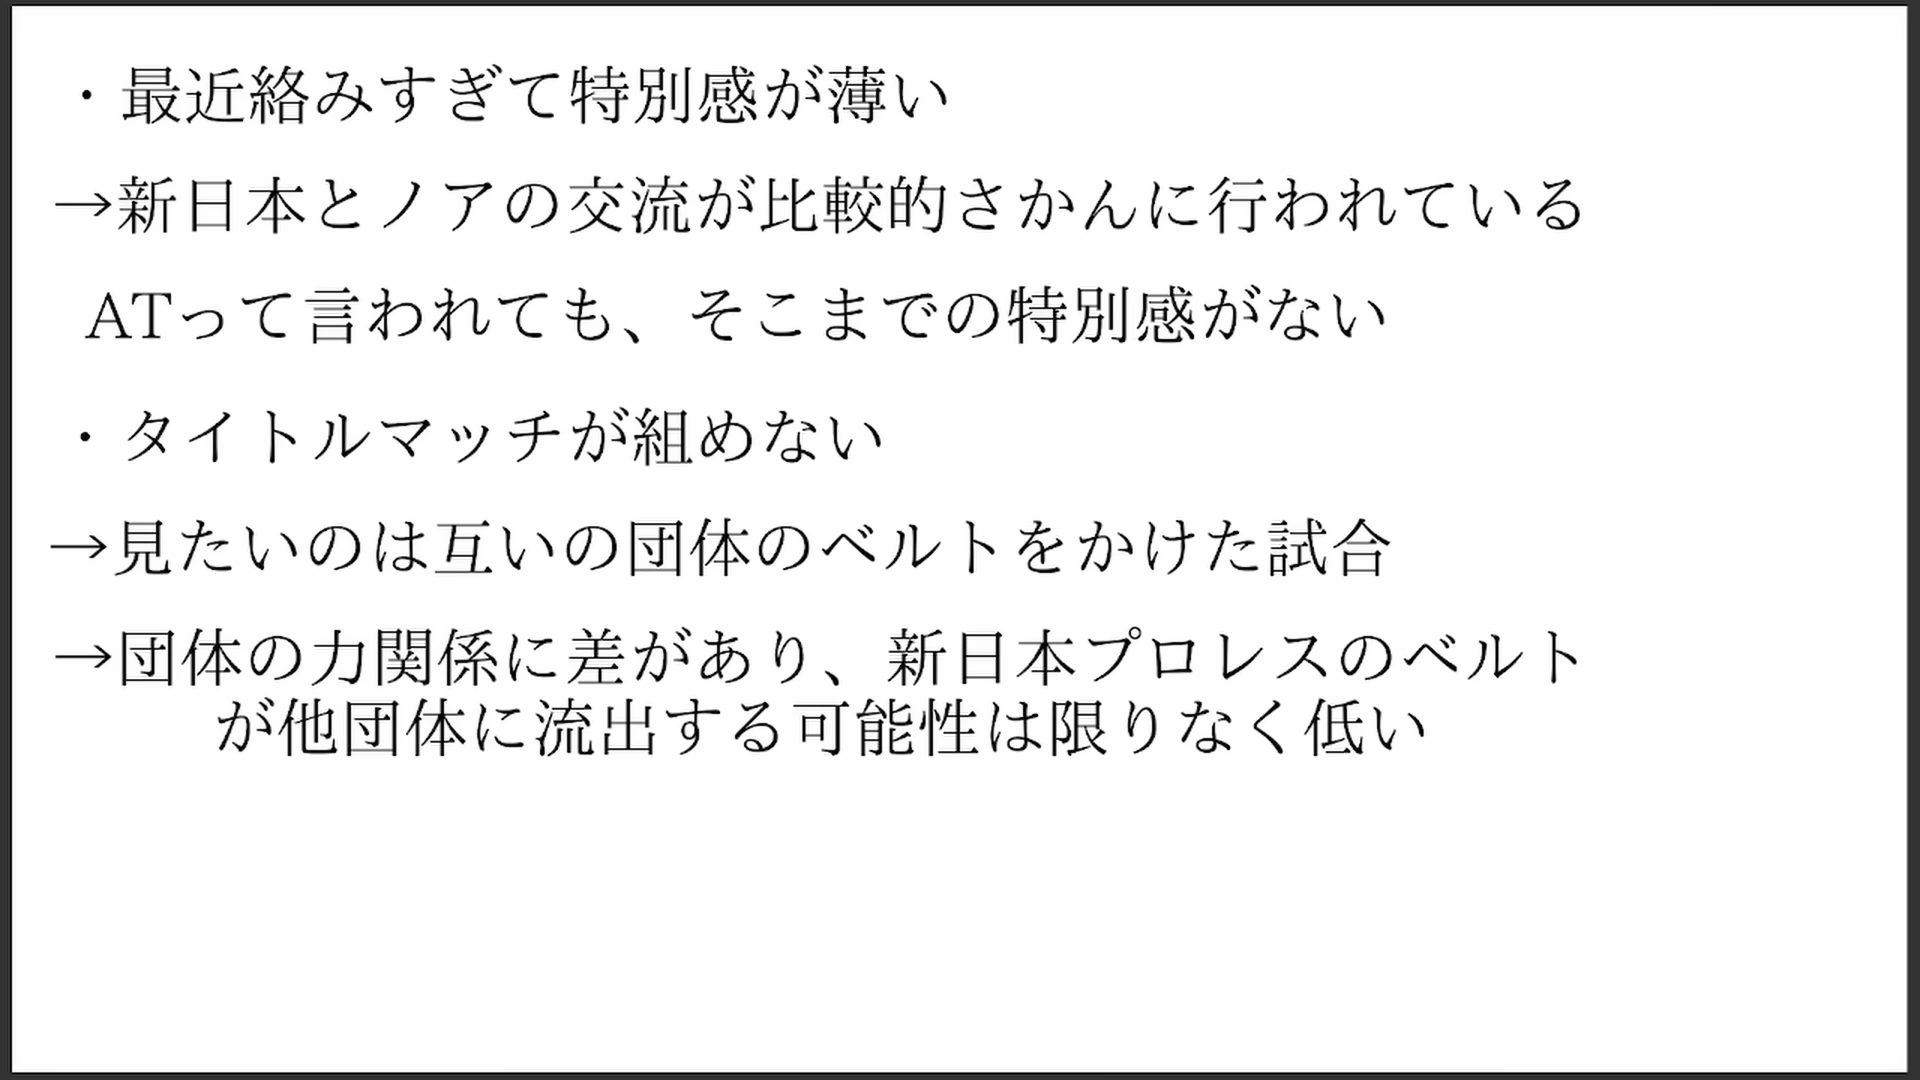 ・最近絡みすぎて特別感が薄い
→新日本とノアの交流が比較的さかんに行われている
ATって言われても、そこまでの特別感がない
・タイトルマッチが組めない
→見たいのは互いの団体のベルトをかけた試合
→団体の力関係に差があり、新日本プロレスのベルト
が他団体に流出する可能性は限りなく低い